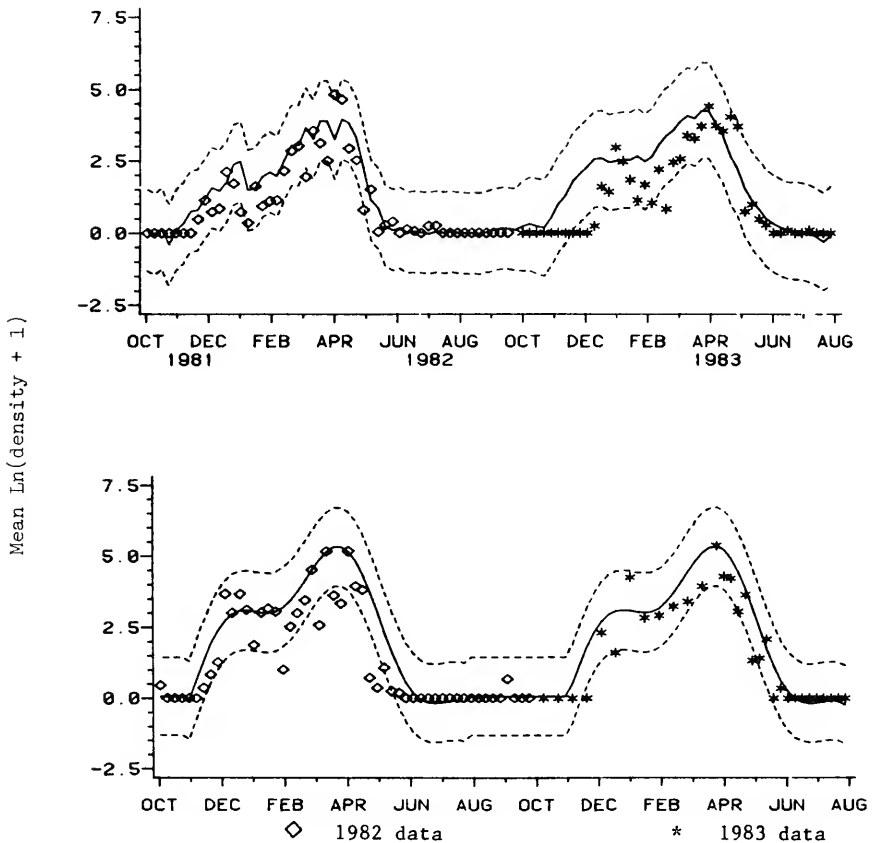 7.5
5.0
2.5
0.0
-2.5
OCT DEC FEB APR JUN AUG OCT DEC FEB APR JUN AUG
1981 1982 1983
Mean Ln(density + 1)
7.5
5.0
2.5
0.0
-2.5
OCT DEC FEB APR JUN AUG OCT DEC FEB APR JUN AUG
1982 data * 1983 data